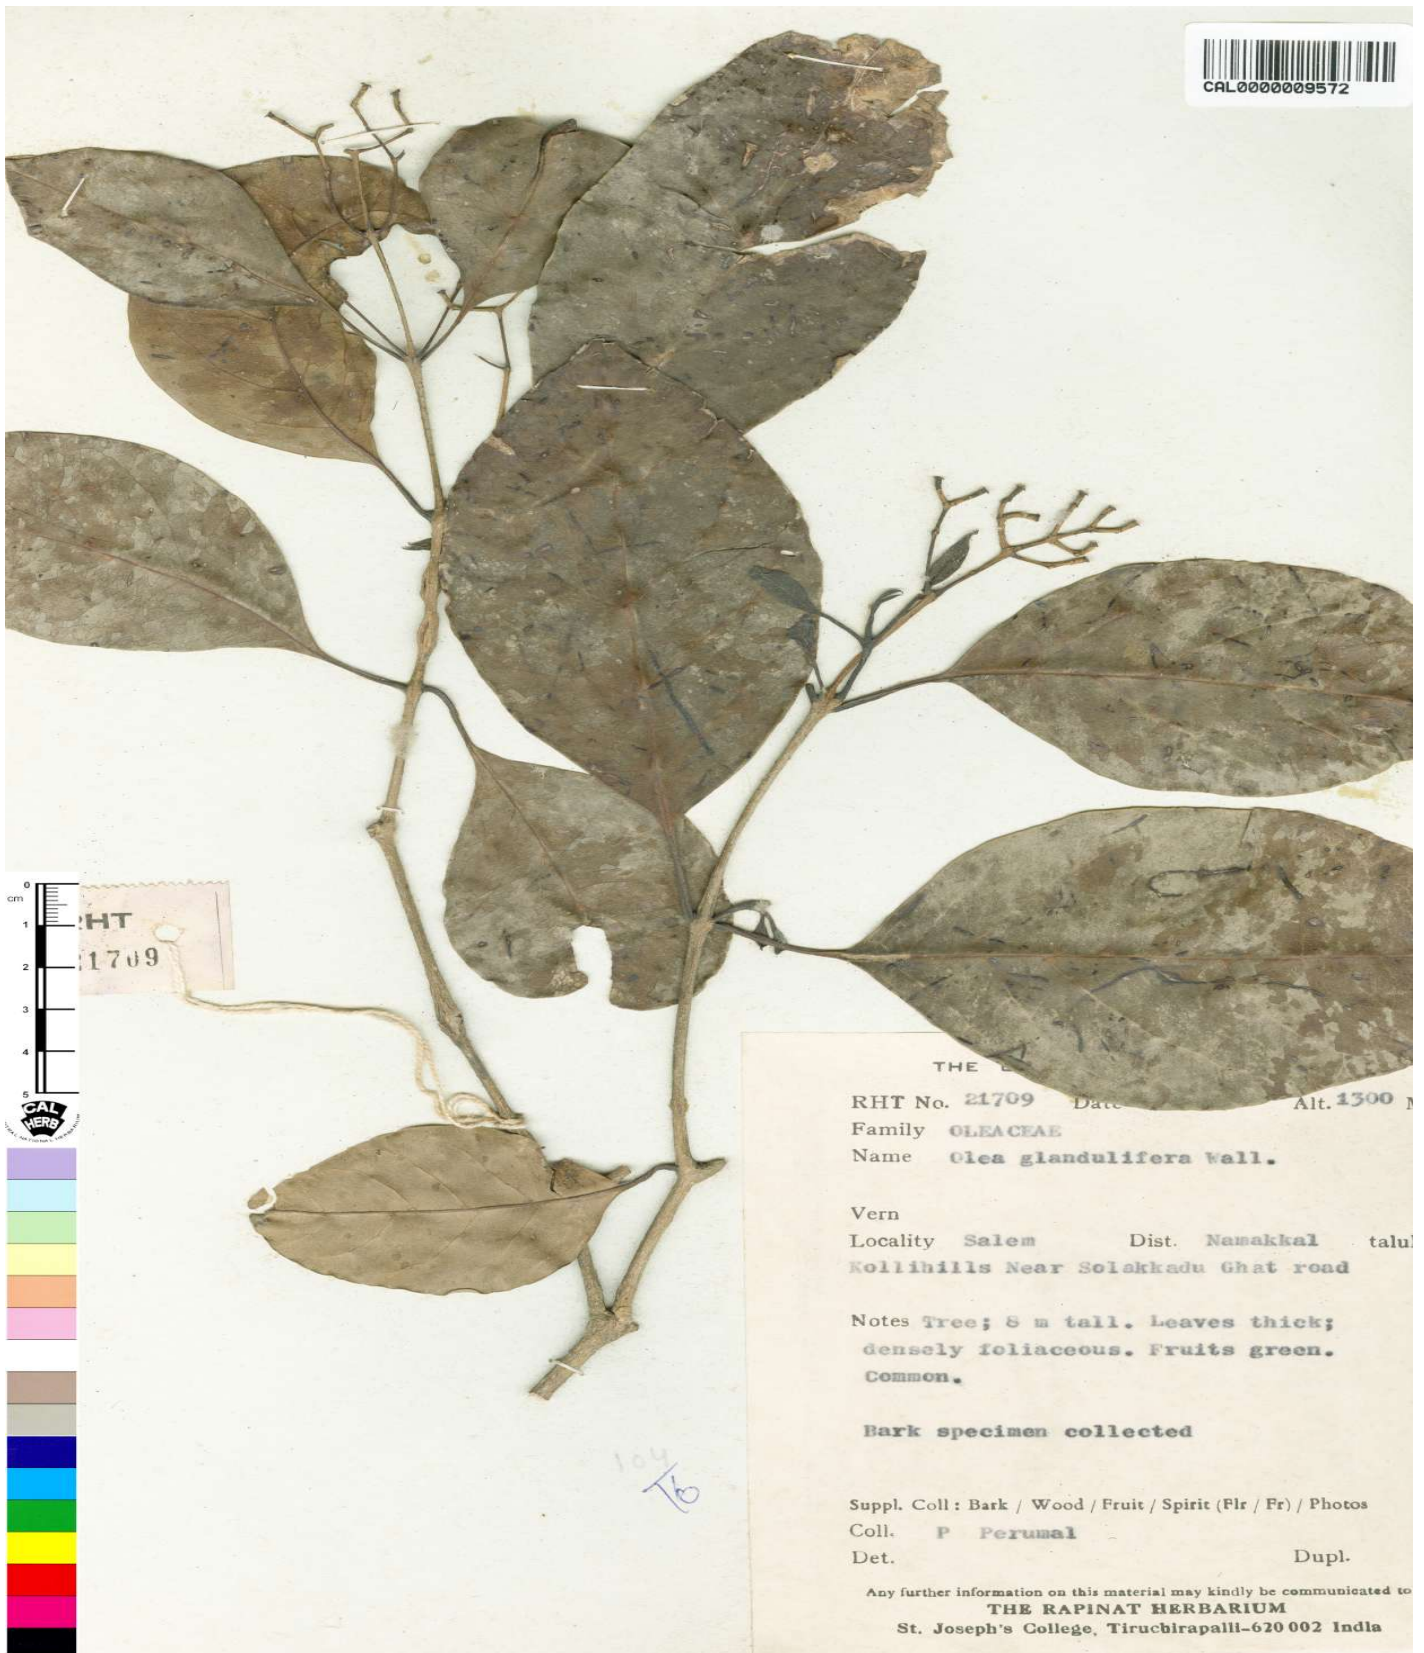 CAL0000009572
0
cm
1
2
3
4
5
CAL
HERB
RHT
21709
THE
RHT No. 21709 Date Alt. 1300 M
Family OLEACEAE
Name Olea glandulifera Wall.
Vern
Locality Salem Dist. Namakkal taluk
Kollihills Near Solakkadu Ghat road
Notes Tree; 8 m tall. Leaves thick;
densely foliaceous. Fruits green.
Common.
Bark specimen collected
104
Suppl. Coll : Bark / Wood / Fruit / Spirit (Flr / Fr) / Photos
Coll. P Perumal
Det. Dupl.
Any further information on this material may kindly be communicated to
THE RAPINAT HERBARIUM
St. Joseph's College, Tiruchirapalli-620 002 India